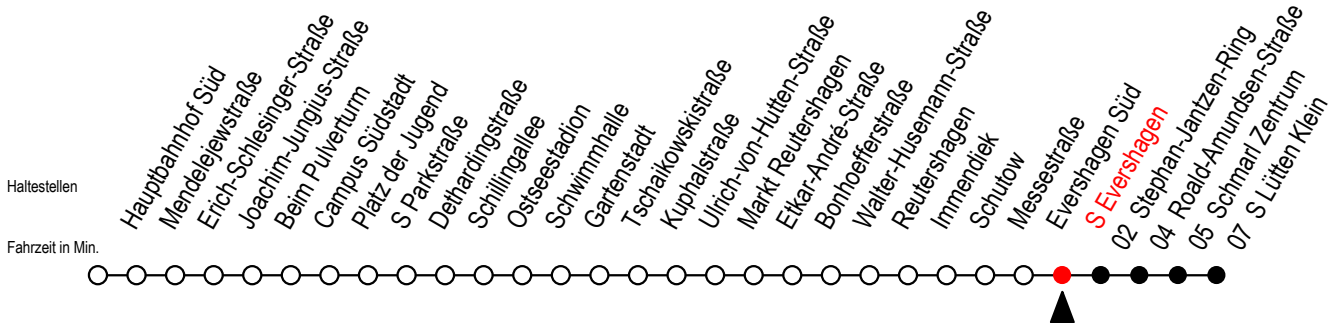 Haltestellen
Fahrzeit in Min.
Hauptbahnhof Süd
Mendelejewstraße
Erich-Schlesinger-Straße
Joachim-Jungius-Straße
Beim Pulverturm
Campus Südstadt
Platz der Jugend
S Parkstraße
Dethardingstraße
Schillingallee
Ostseestadion
Schwimmhalle
Gartenstadt
Tschaikowskistraße
Kuphalstraße
Ulrich-von-Hutten-Straße
Markt Reutershagen
Etkar-André-Straße
Bonhoefferstraße
Walter-Husemann-Straße
Reutershagen
Immendiek
Schutow
Messestraße
Evershagen Süd
S Evershagen
02 Stephan-Jantzen-Ring
04 Roald-Amundsen-Straße
05 Schmarl Zentrum
07 S Lütten Klein